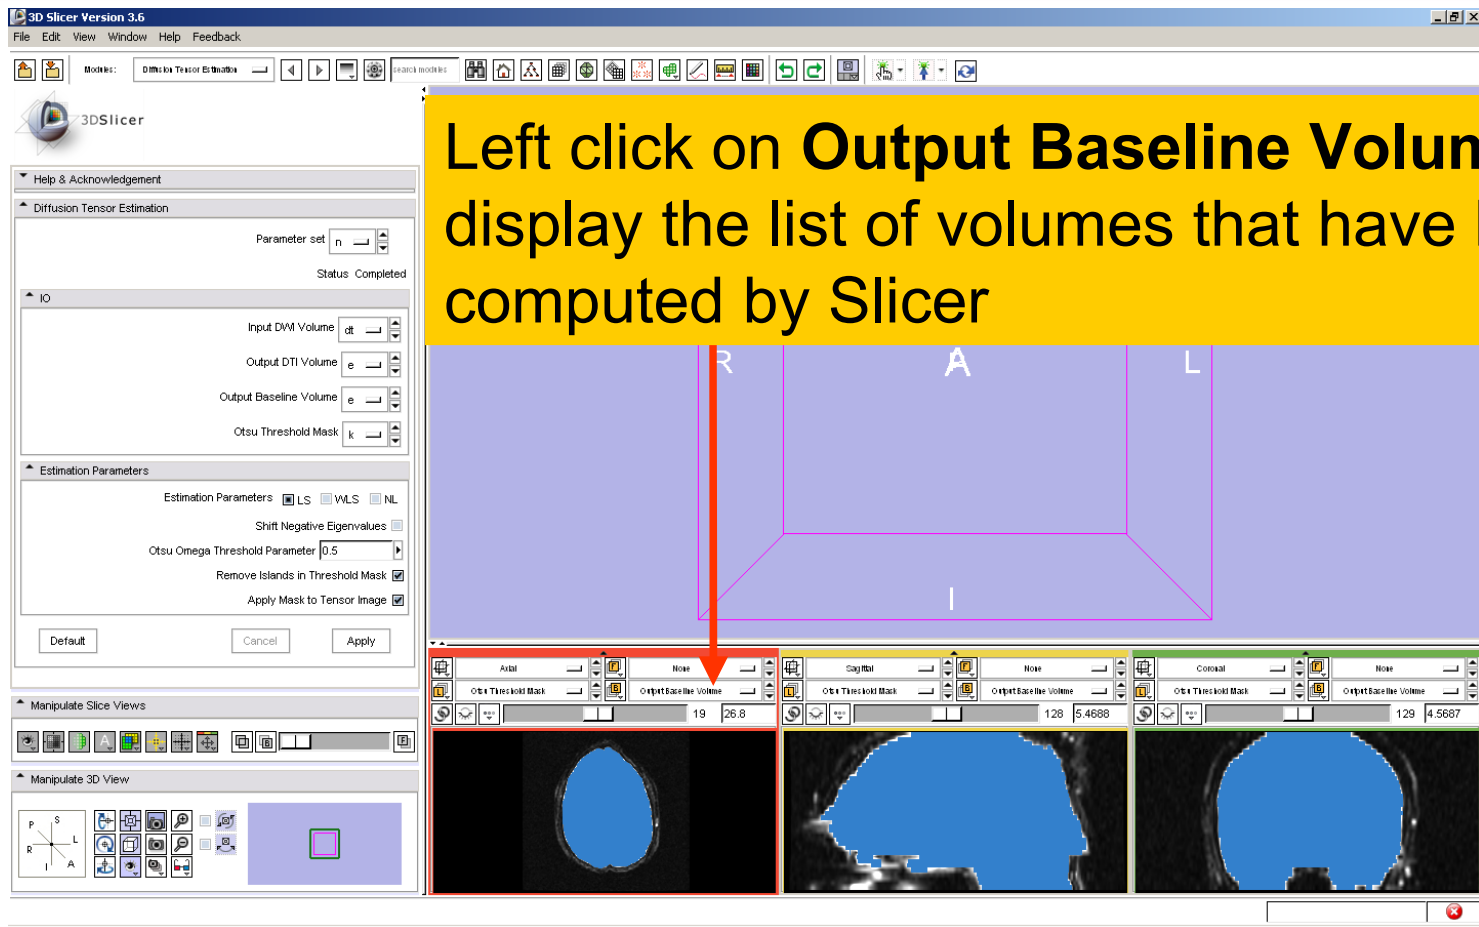 3D Slicer Version 3.6
File Edit View Window Help Feedback
Modules: Diffusion Tensor Estimation search modules
3DSlicer
Left click on Output Baseline Volum
display the list of volumes that have
computed by Slicer
Help & Acknowledgement
Diffusion Tensor Estimation
Parameter set n
Status Completed
IO
Input DWI Volume dt
Output DTI Volume e
Output Baseline Volume e
Otsu Threshold Mask k
Estimation Parameters
Estimation Parameters LS WLS NL
Shift Negative Eigenvalues
Otsu Omega Threshold Parameter 0.5
Remove Islands in Threshold Mask
Apply Mask to Tensor Image
Default Cancel Apply
R A L
I
Axial F None Sagittal F None Coronal F None
L Otsu Threshold Mask B Output Baseline Volume L Otsu Threshold Mask B Output Baseline Volume L Otsu Threshold Mask B Output Baseline Volume
19 26.8 128 5.4688 129 4.5687
Manipulate Slice Views
A B F
Manipulate 3D View
P S
R L
I A